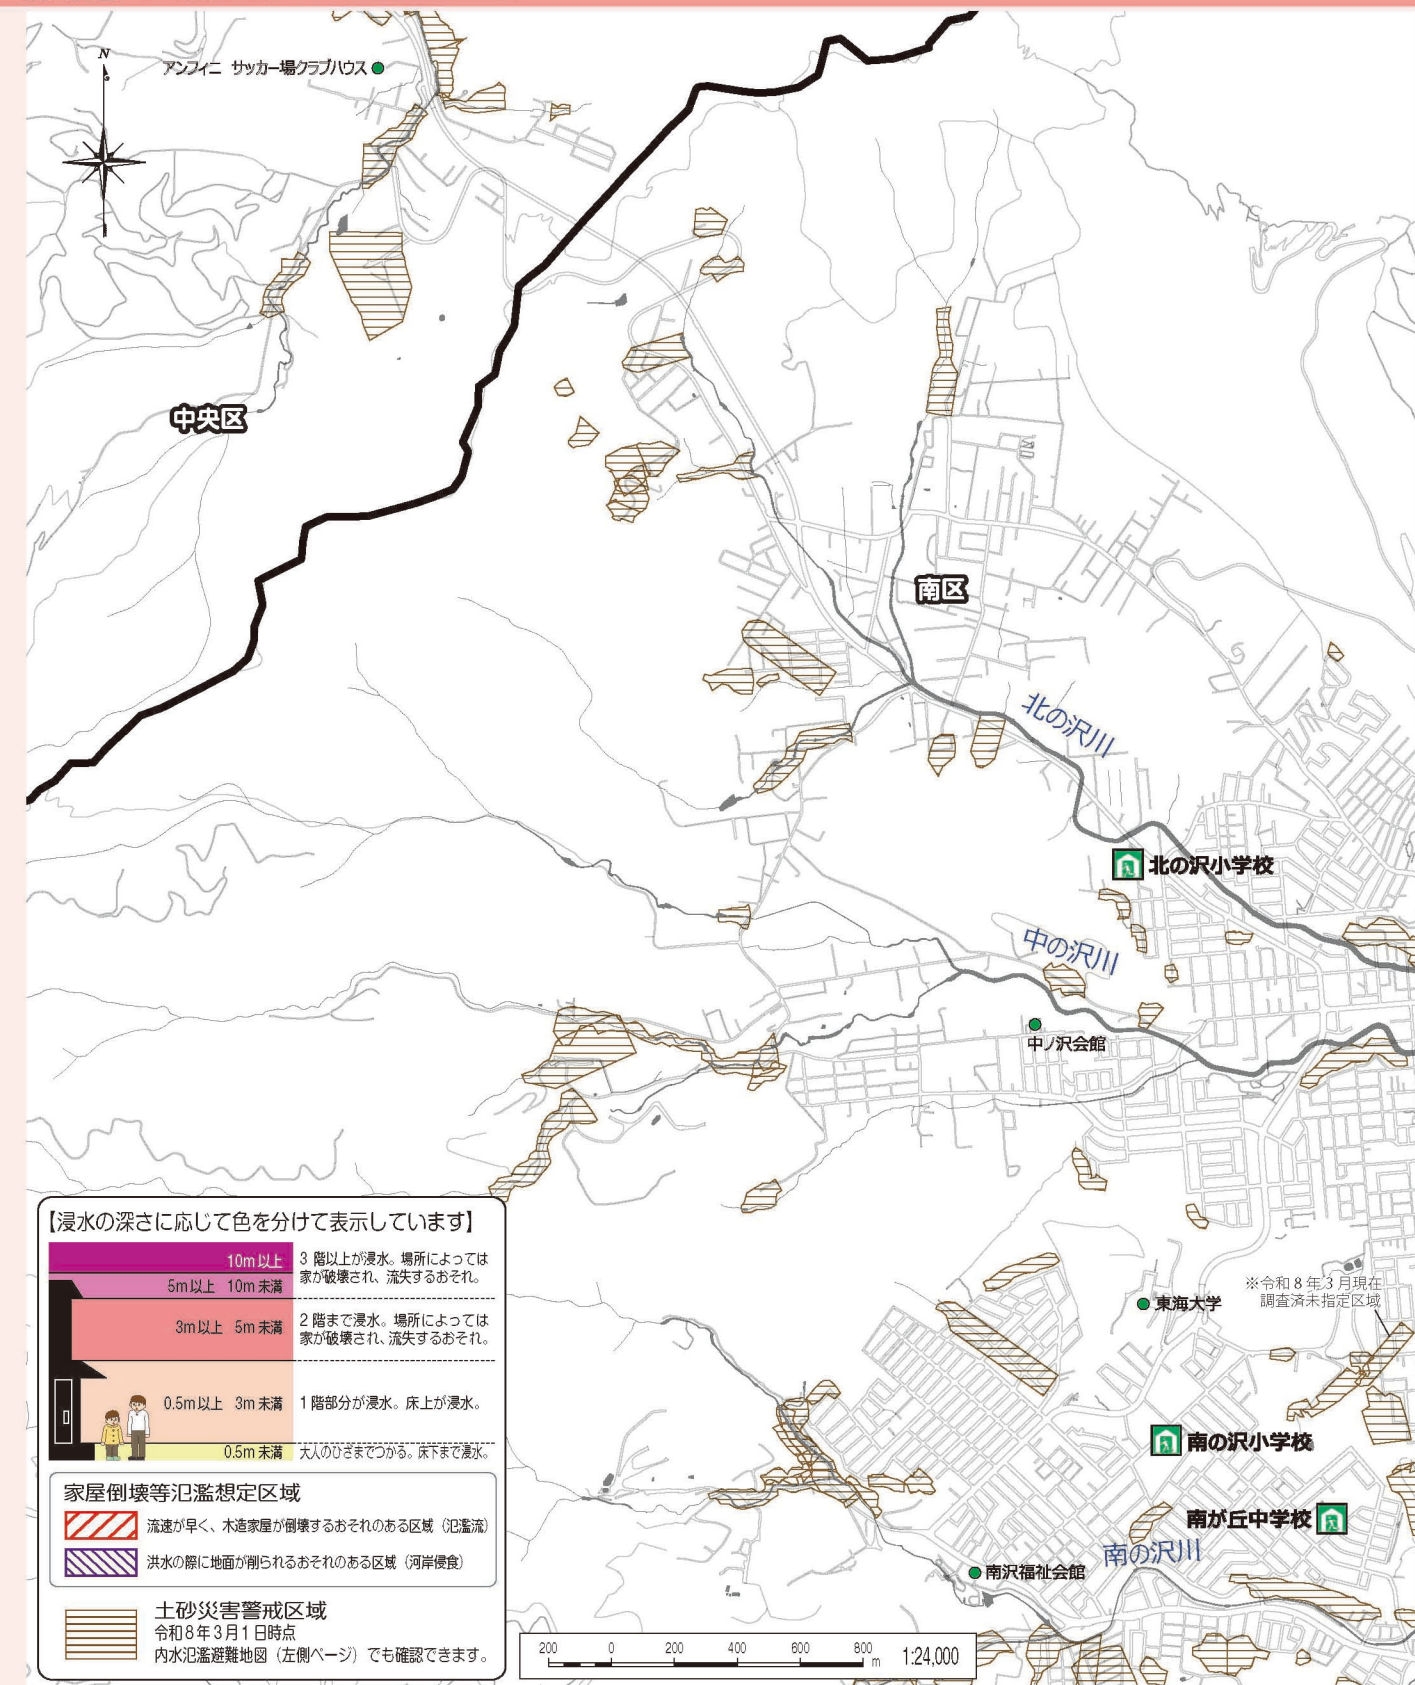 N
アンフィニ サッカー場クラブハウス
中央区
南区
北の沢川
北の沢小学校
中の沢川
中ノ沢会館
【浸水の深さに応じて色を分けて表示しています】
10m以上 3階以上が浸水。場所によっては
家が破壊され、流失するおそれ。
5m以上 10m未満
3m以上 5m未満 2階まで浸水。場所によっては
家が破壊され、流失するおそれ。
0.5m以上 3m未満 1階部分が浸水。床上が浸水。
0.5m未満 大人のひざまでつかる。床下まで浸水。
家屋倒壊等氾濫想定区域
流速が早く、木造家屋が倒壊するおそれのある区域（氾濫流）
洪水の際に地面が削られるおそれのある区域（河岸侵食）
土砂災害警戒区域
令和8年3月1日時点
内水氾濫避難地図（左側ページ）でも確認できます。
※令和8年3月現在
調査済未指定区域
東海大学
南の沢小学校
南が丘中学校
南の沢川
南沢福祉会館
200 0 200 400 600 800 m 1:24,000